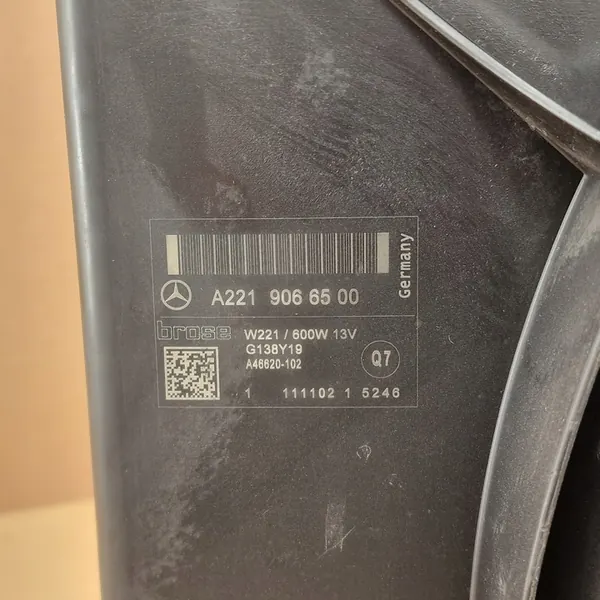 A221 906 65 00
Germany
brose
W221 / 600W 13V
G138Y19
A46620-102
Q7
1 111102 1 5246